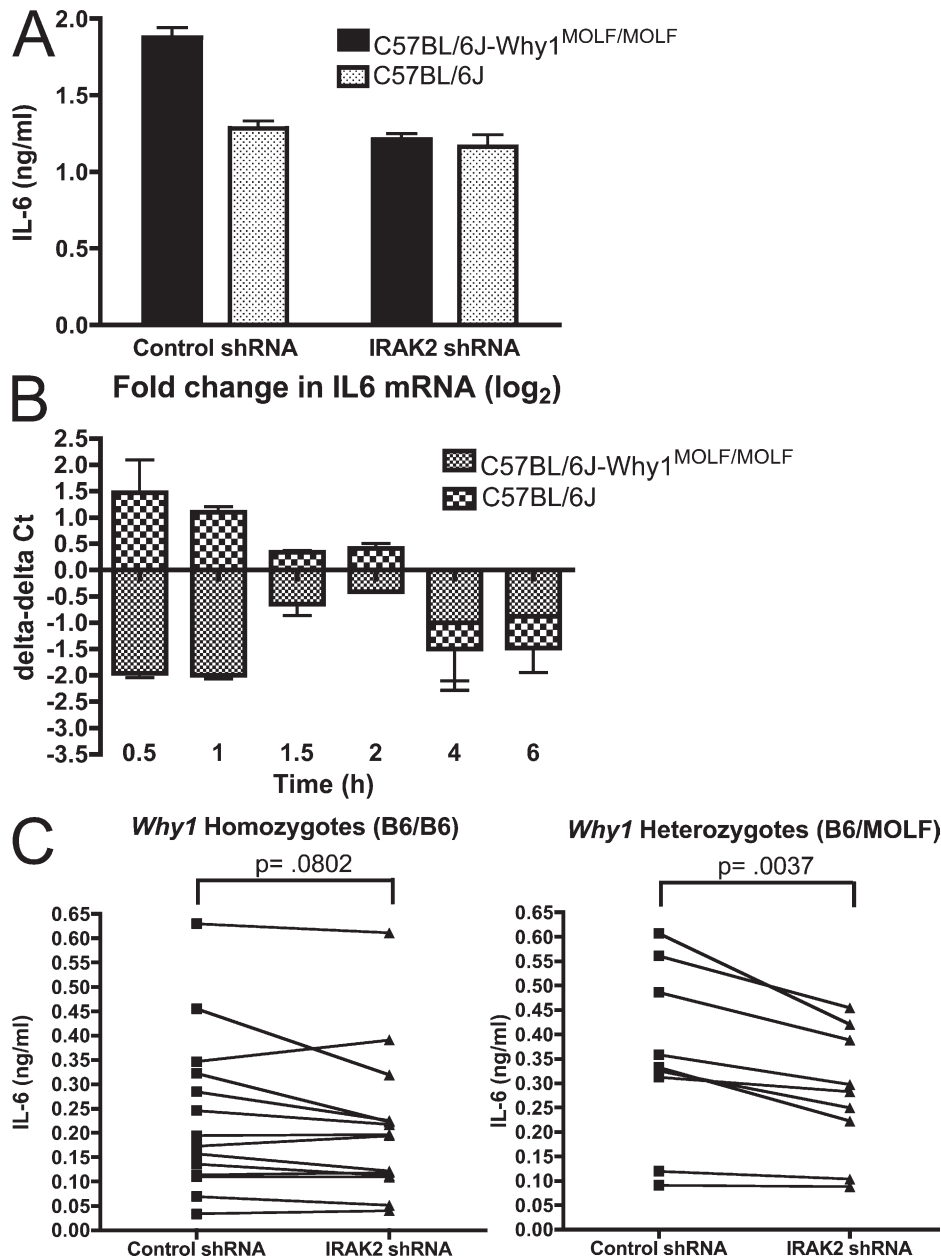 A
2.0
1.5
1.0
0.5
0.0
IL-6 (ng/ml)
C57BL/6J-Why1MOLF/MOLF
C57BL/6J
Control shRNA
IRAK2 shRNA
B
Fold change in IL6 mRNA (log2)
2.5
2.0
1.5
1.0
0.5
0.0
-0.5
-1.0
-1.5
-2.0
-2.5
-3.0
-3.5
delta-delta Ct
C57BL/6J-Why1MOLF/MOLF
C57BL/6J
0.5 1 1.5 2 4 6
Time (h)
C
Why1 Homozygotes (B6/B6)
p= .0802
0.65
0.60
0.55
0.50
0.45
0.40
0.35
0.30
0.25
0.20
0.15
0.10
0.05
0.00
IL-6 (ng/ml)
Control shRNA
IRAK2 shRNA
Why1 Heterozygotes (B6/MOLF)
p= .0037
0.65
0.60
0.55
0.50
0.45
0.40
0.35
0.30
0.25
0.20
0.15
0.10
0.05
0.00
IL-6 (ng/ml)
Control shRNA
IRAK2 shRNA